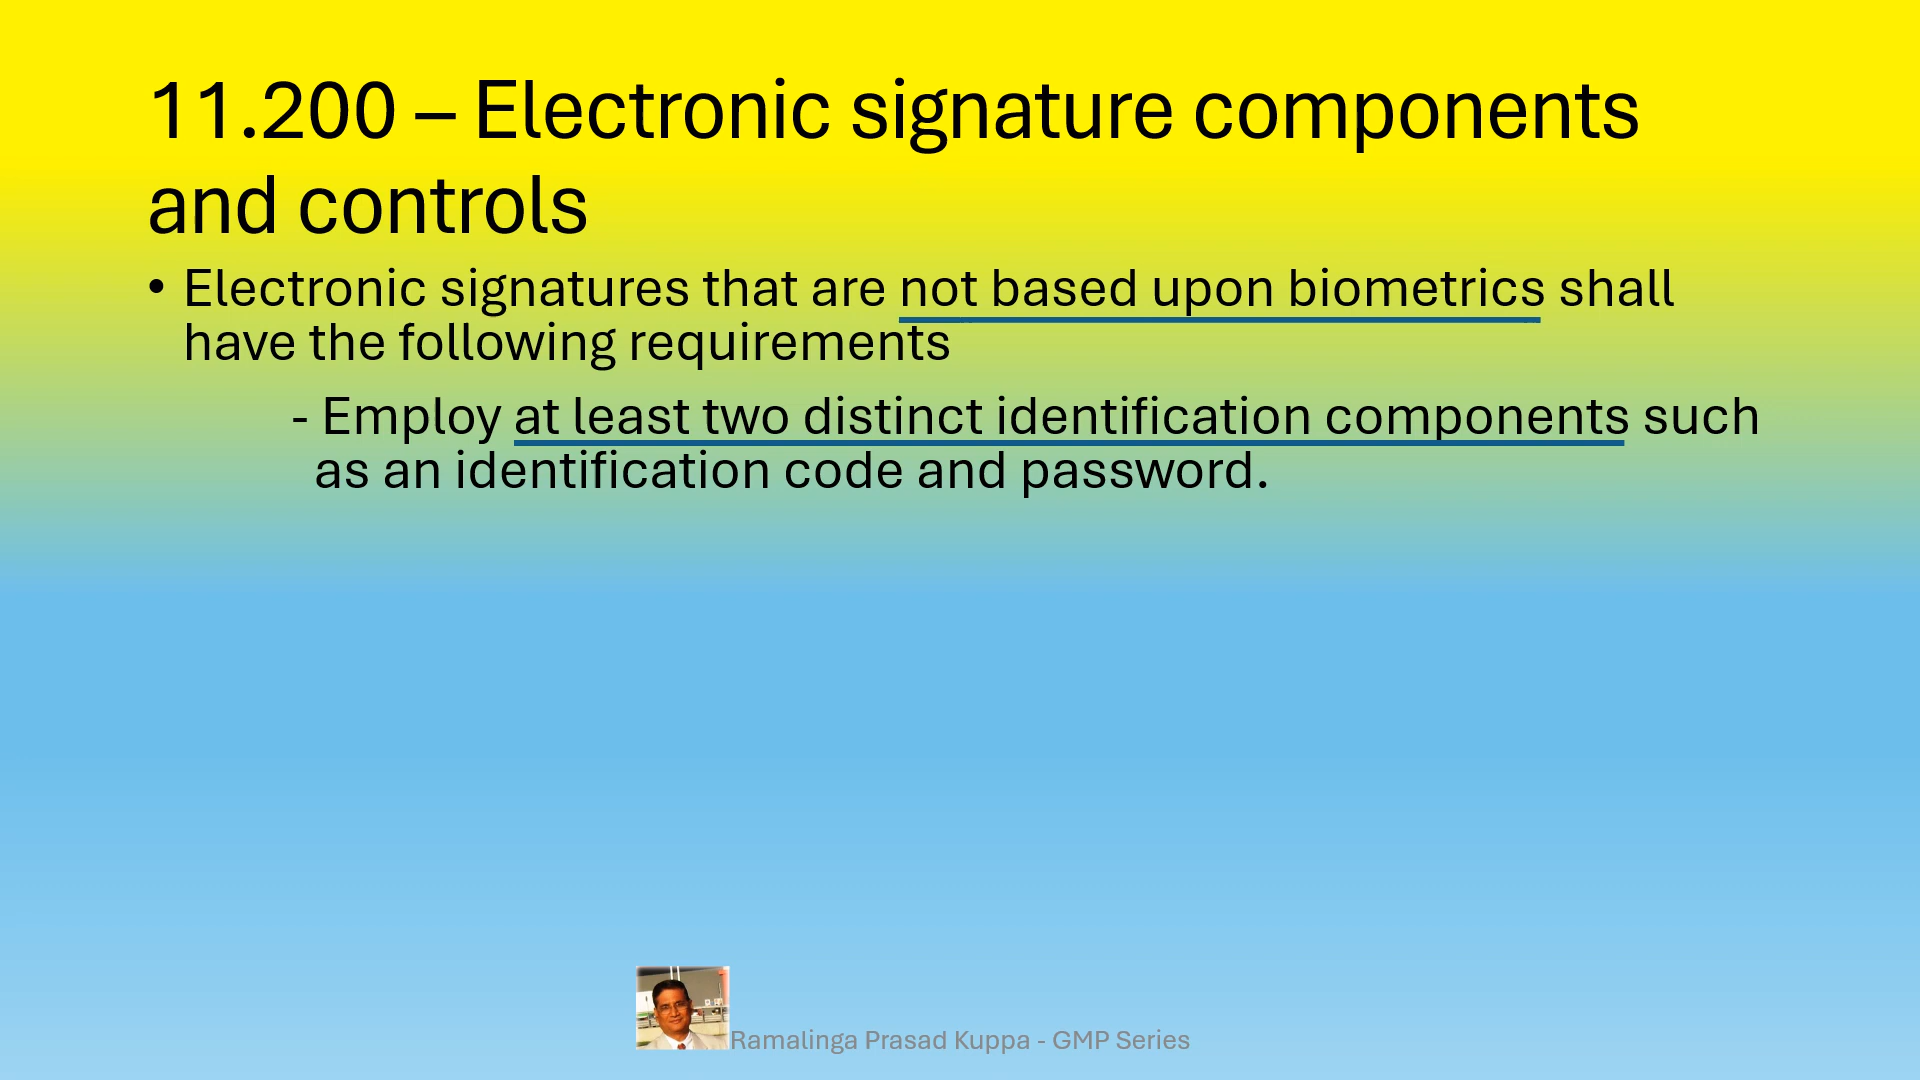 11.200 – Electronic signature components
and controls
• Electronic signatures that are not based upon biometrics shall
have the following requirements
- Employ at least two distinct identification components such
as an identification code and password.
Ramalinga Prasad Kuppa - GMP Series